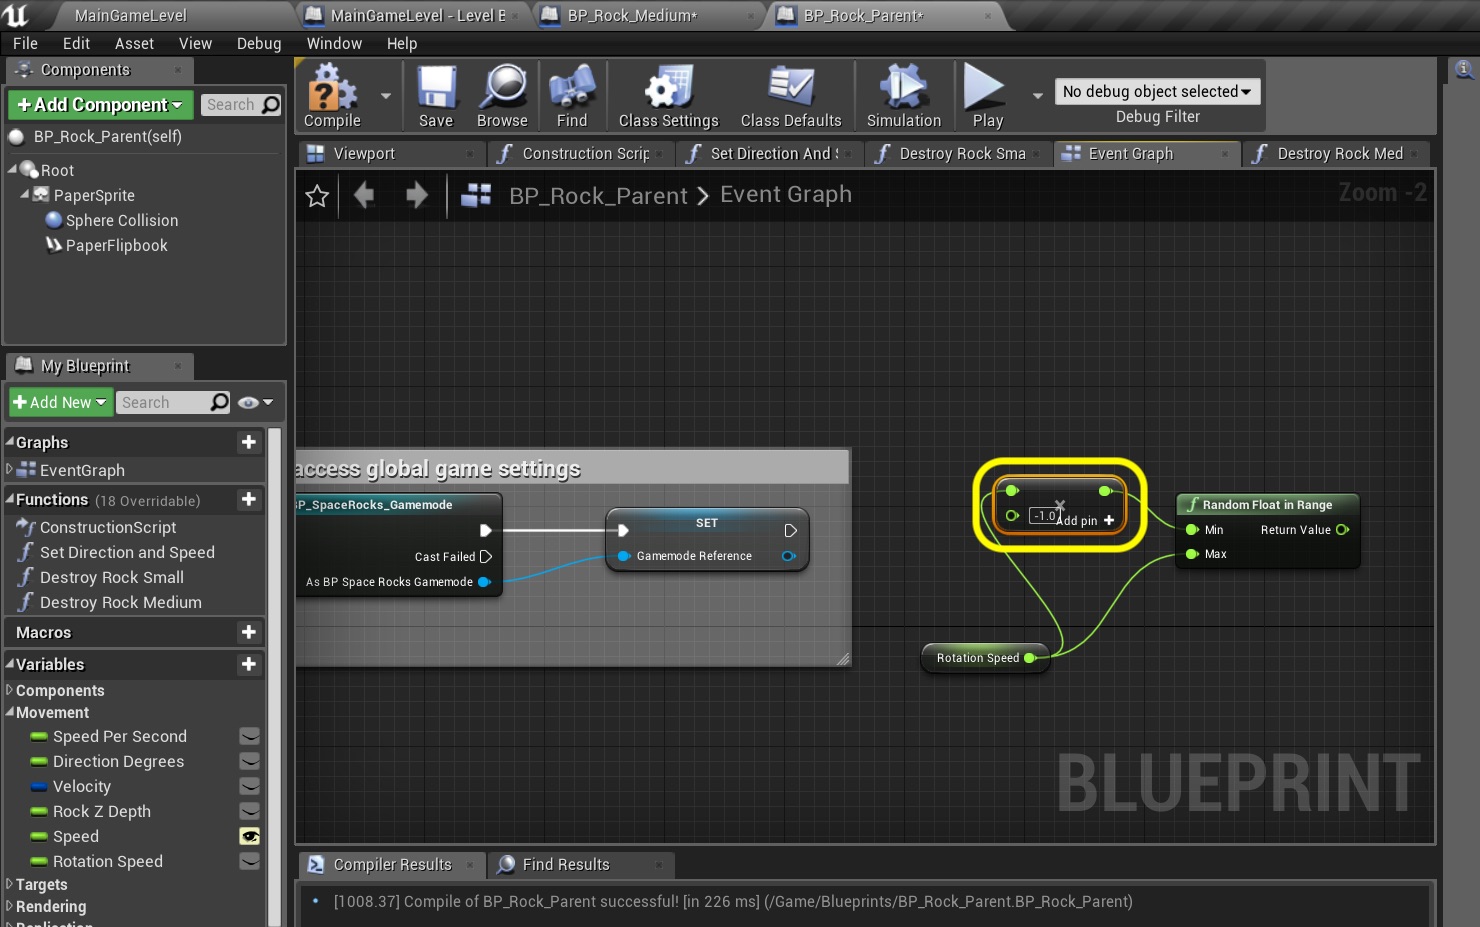 MainGameLevel
MainGameLevel - Level B
BP_Rock_Medium*
BP_Rock_Parent*
File Edit Asset View Debug Window Help
Components
+Add Component
Search
BP_Rock_Parent(self)
Root
PaperSprite
Sphere Collision
PaperFlipbook
My Blueprint
+Add New
Search
Graphs
EventGraph
Functions (18 Overridable)
ConstructionScript
Set Direction and Speed
Destroy Rock Small
Destroy Rock Medium
Macros
Variables
Components
Movement
Speed Per Second
Direction Degrees
Velocity
Rock Z Depth
Speed
Rotation Speed
Targets
Rendering
Replication
Compile
Save
Browse
Find
Class Settings
Class Defaults
Simulation
Play
No debug object selected
Debug Filter
Viewport
Construction Scrip
Set Direction And S
Destroy Rock Sma
Event Graph
Destroy Rock Med
BP_Rock_Parent > Event Graph
Zoom -2
access global game settings
BP_SpaceRocks_Gamemode
Cast Failed
As BP Space Rocks Gamemode
SET
Gamemode Reference
-1.0
Add pin +
Random Float in Range
Min Return Value
Max
Rotation Speed
BLUEPRINT
Compiler Results
Find Results
[1008.37] Compile of BP_Rock_Parent successful! [in 226 ms] (/Game/Blueprints/BP_Rock_Parent.BP_Rock_Parent)